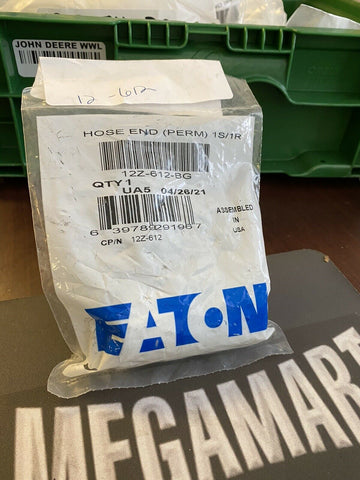 JOHN DEERE WWL
12-612
HOSE END (PERM) 1S/1R
12Z-612-BG
QTY 1
UA5 04/26/21
ASSEMBLED
IN
USA
CP/N 12Z-612
EATON
MEGAMART